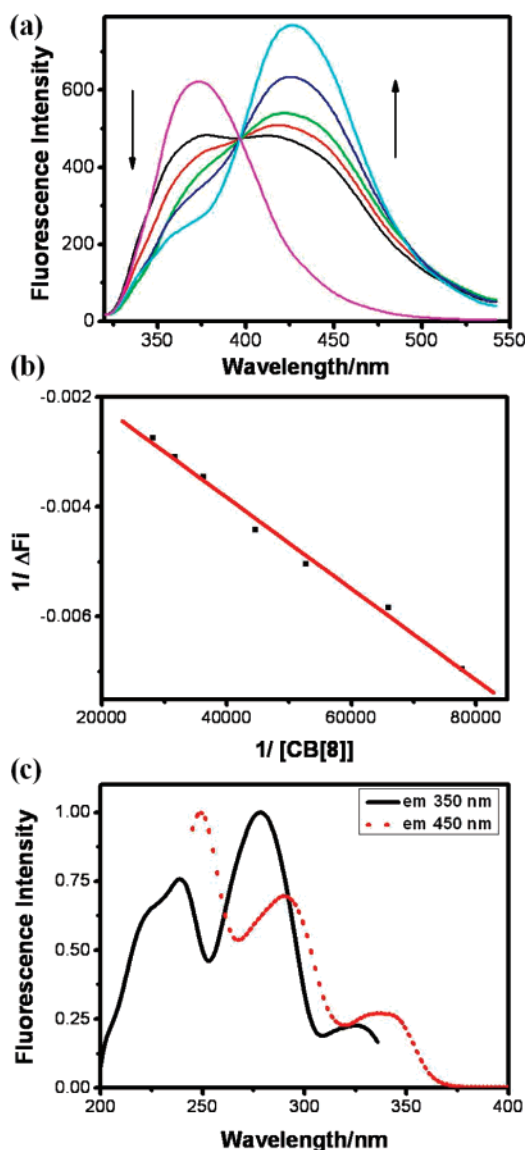 (a)
Fluorescence Intensity
600
400
200
0
350
400
450
500
550
Wavelength/nm
(b)
1/ ΔFi
-0.002
-0.004
-0.006
20000
40000
60000
80000
1/ [CB[8]]
(c)
Fluorescence Intensity
1.00
0.75
0.50
0.25
0.00
em 350 nm
em 450 nm
200
250
300
350
400
Wavelength/nm